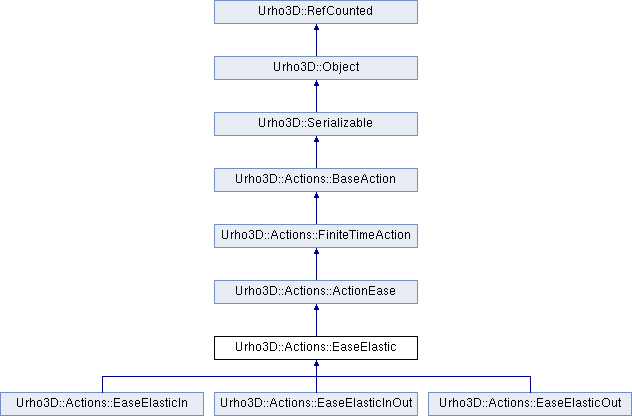 Urho3D::RefCounted
Urho3D::Object
Urho3D::Serializable
Urho3D::Actions::BaseAction
Urho3D::Actions::FiniteTimeAction
Urho3D::Actions::ActionEase
Urho3D::Actions::EaseElastic
Urho3D::Actions::EaseElasticIn
Urho3D::Actions::EaseElasticInOut
Urho3D::Actions::EaseElasticOut